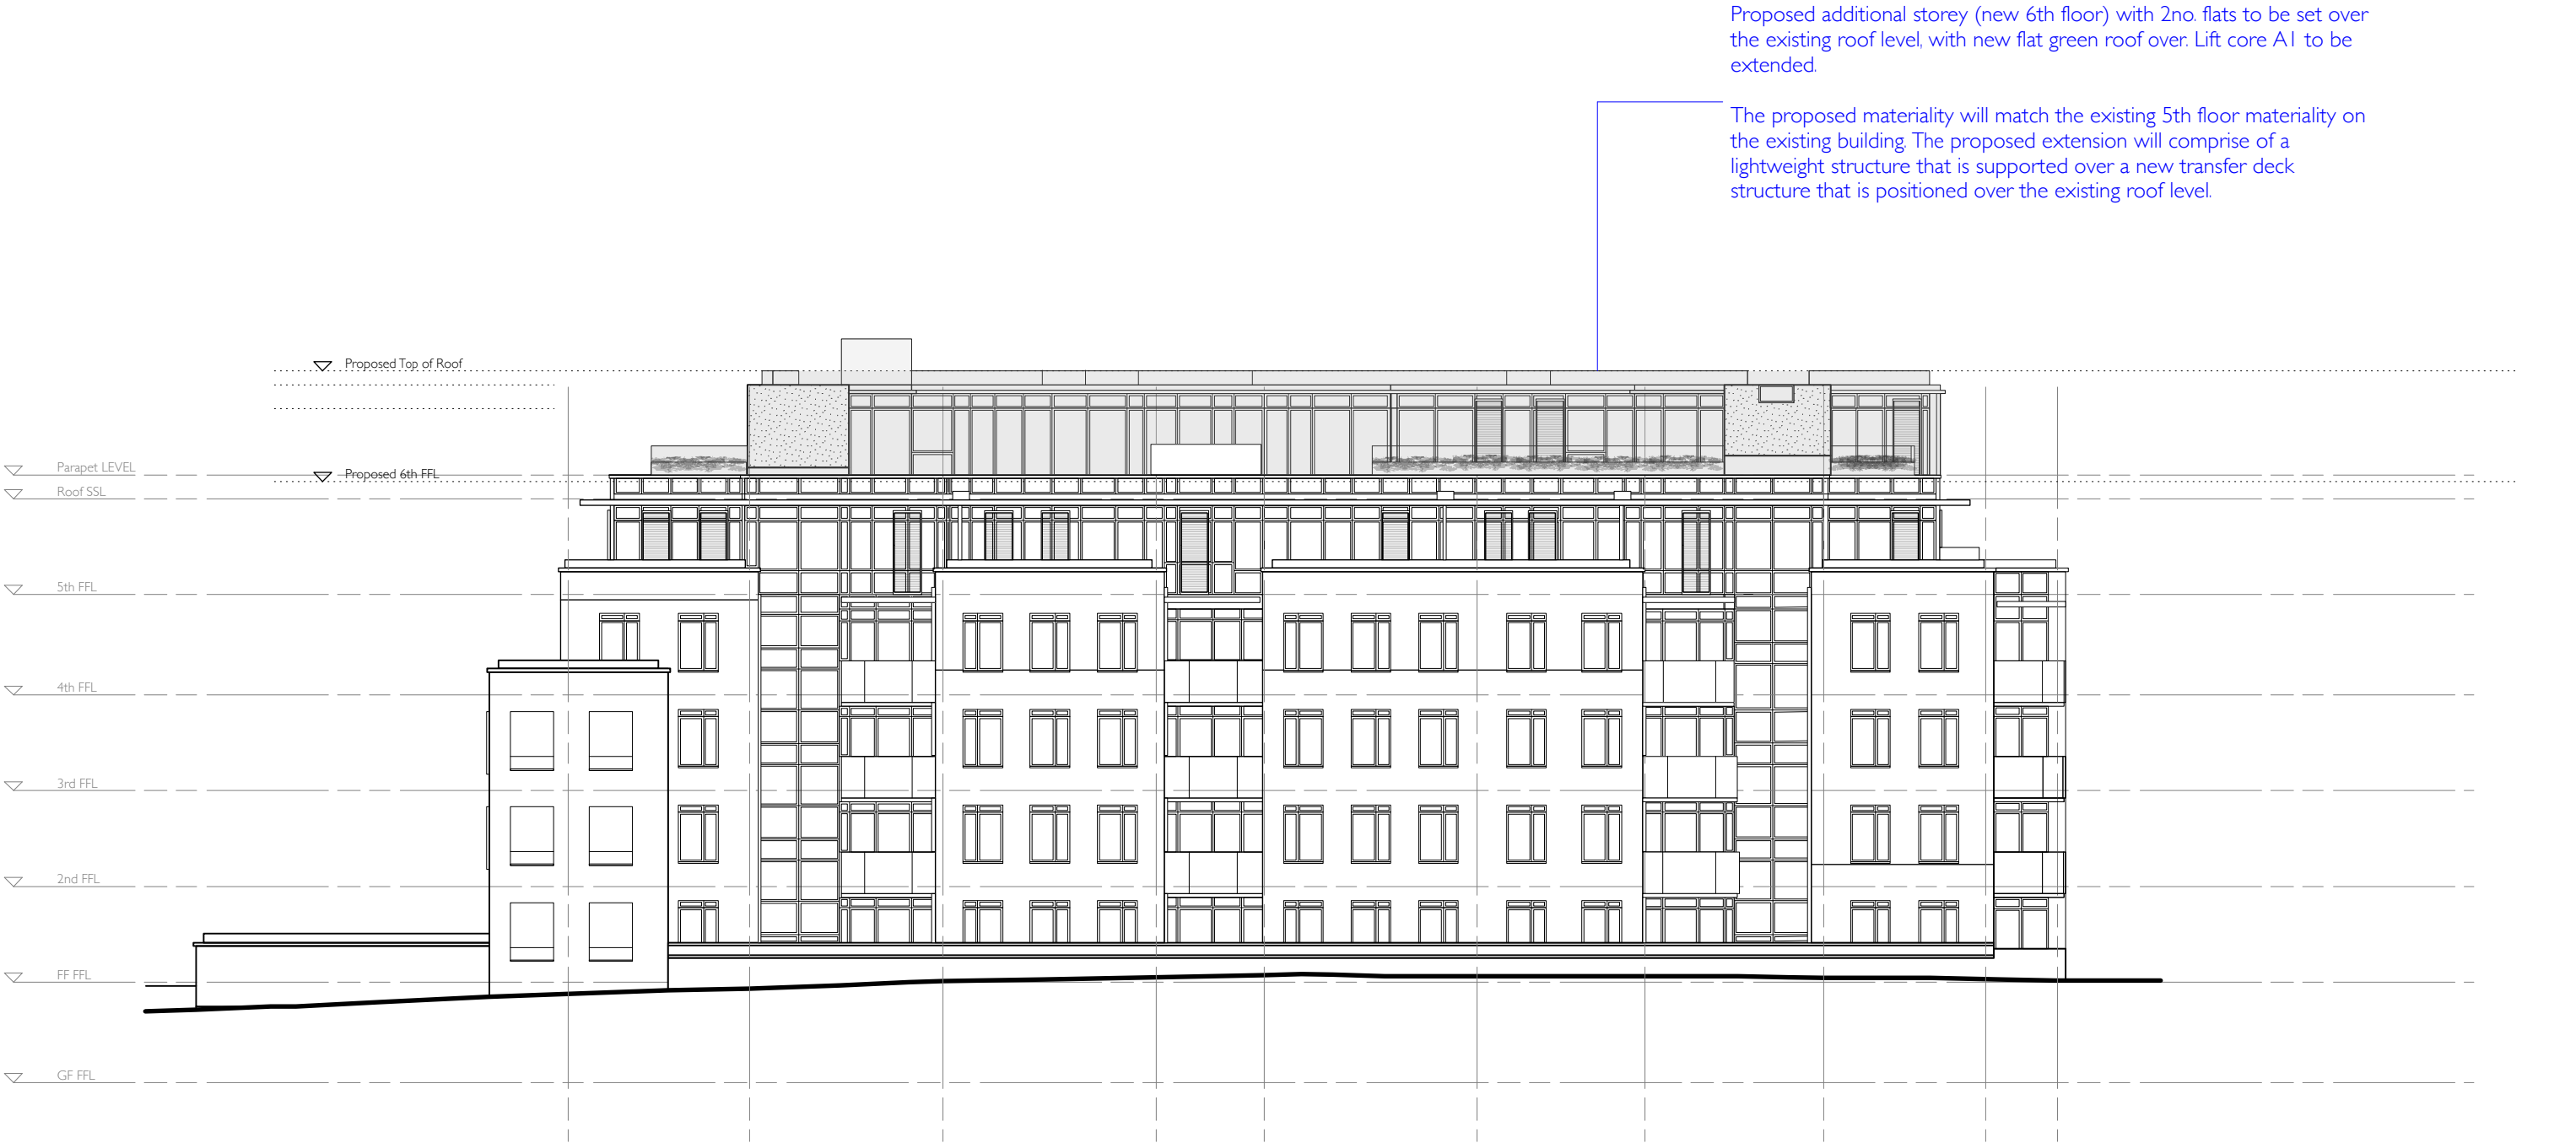 Proposed additional storey (new 6th floor) with 2no. flats to be set over
the existing roof level, with new flat green roof over. Lift core A1 to be
extended.
The proposed materiality will match the existing 5th floor materiality on
the existing building. The proposed extension will comprise of a
lightweight structure that is supported over a new transfer deck
structure that is positioned over the existing roof level.
Proposed Top of Roof
Parapet LEVEL
Proposed 6th FFL
Roof SSL
5th FFL
4th FFL
3rd FFL
2nd FFL
FF FFL
GF FFL